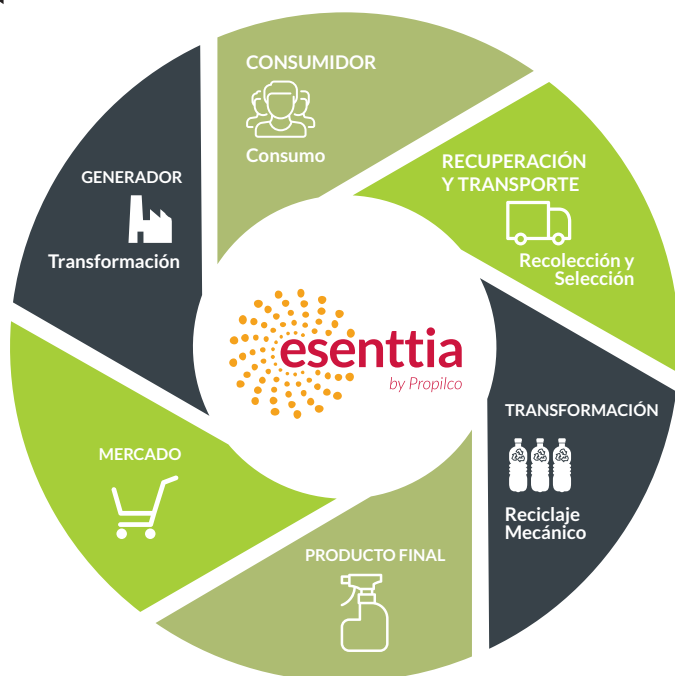 CONSUMIDOR
Consumo
RECUPERACIÓN
Y TRANSPORTE
Recolección y
Selección
TRANSFORMACIÓN
Reciclaje
Mecánico
PRODUCTO FINAL
MERCADO
GENERADOR
Transformación
esenttia
by Propilco